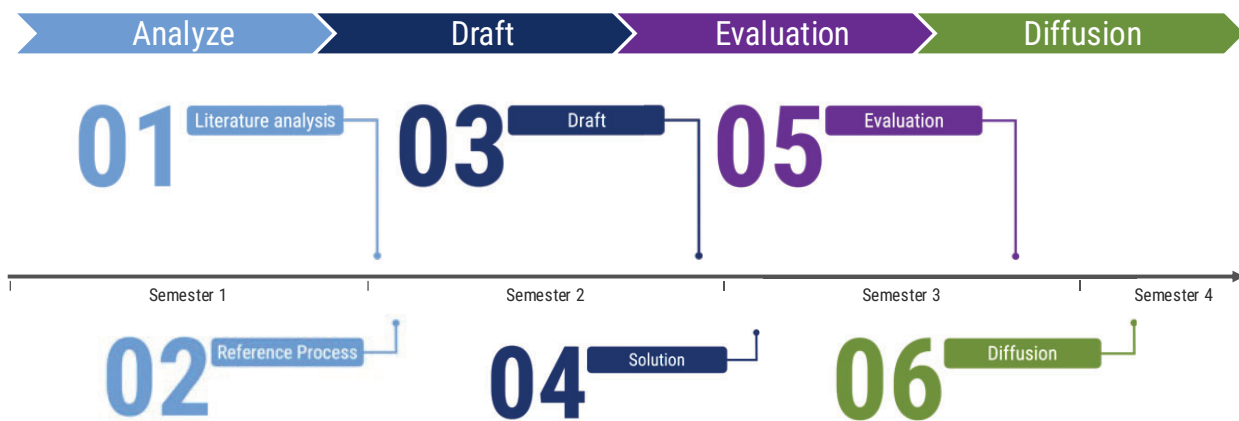 Analyze Draft Evaluation Diffusion
01 Literature analysis
03 Draft
05 Evaluation
Semester 1 Semester 2 Semester 3 Semester 4
02 Reference Process
04 Solution
06 Diffusion